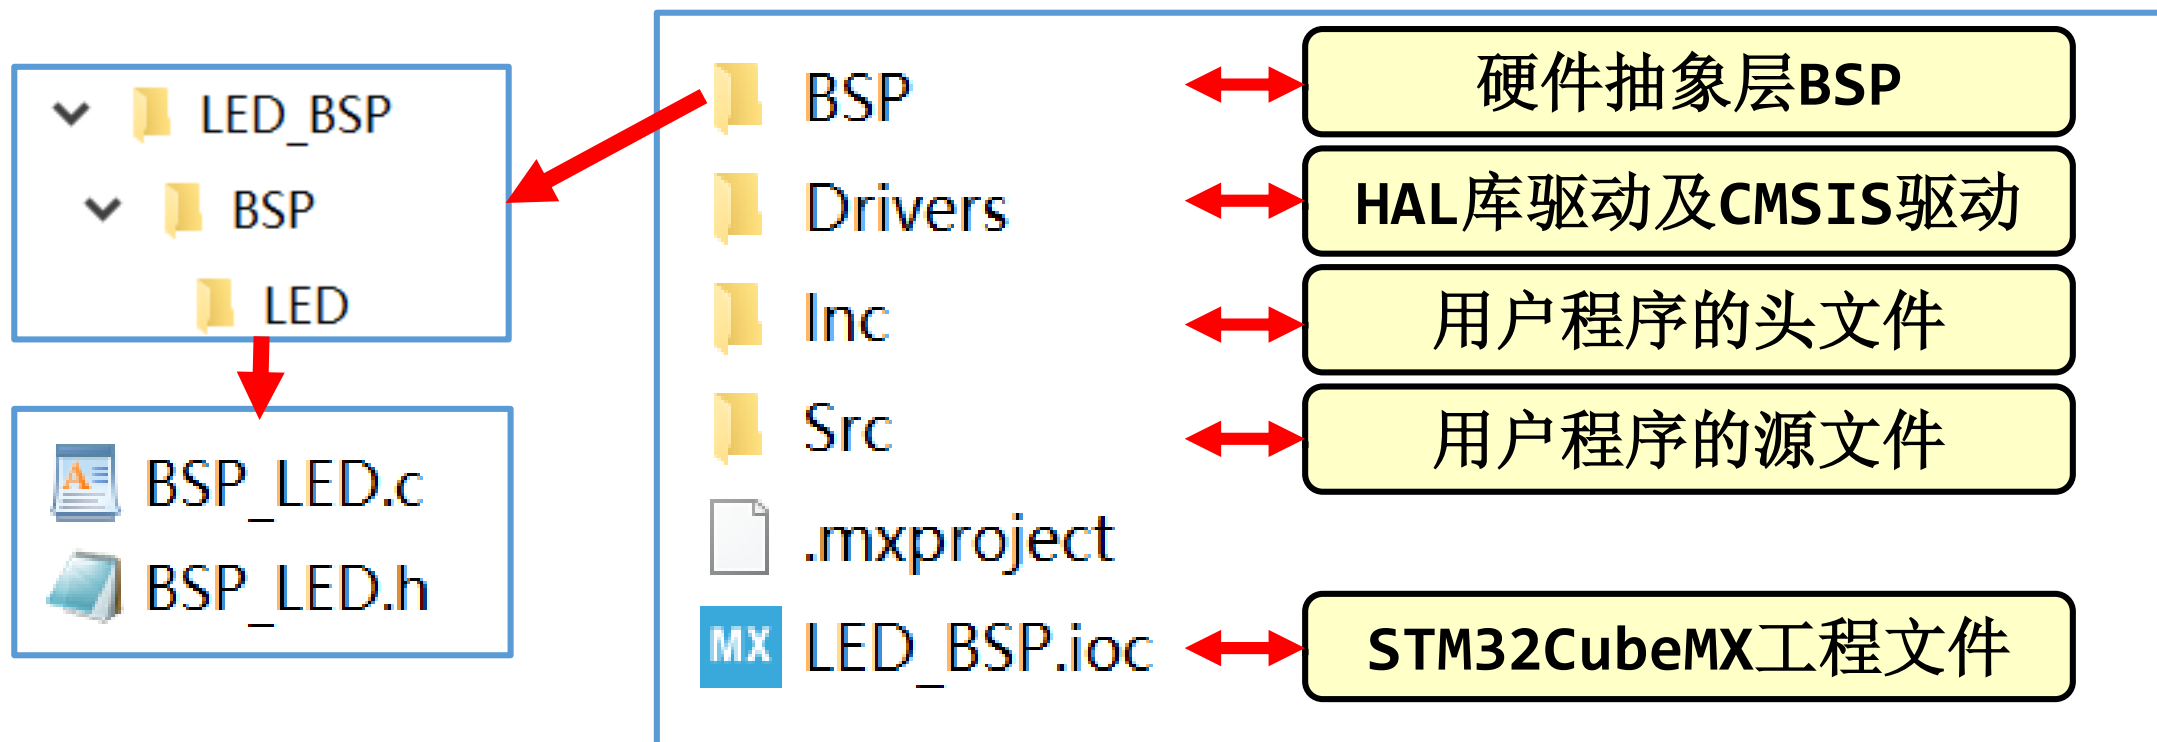 LED_BSP
BSP
LED
BSP_LED.c
BSP_LED.h
BSP
硬件抽象层BSP
Drivers
HAL库驱动及CMSIS驱动
Inc
用户程序的头文件
Src
用户程序的源文件
.mxproject
MX
LED_BSP.ioc
STM32CubeMX工程文件